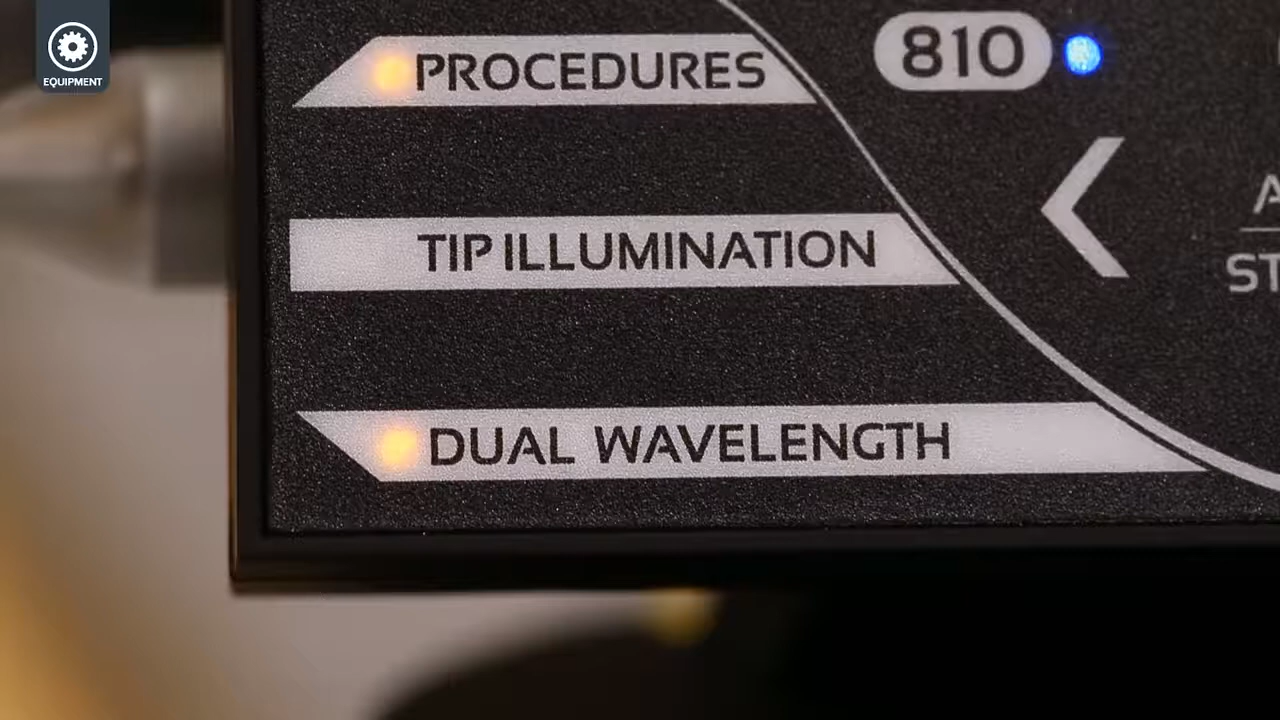 EQUIPMENT
PROCEDURES
810
TIP ILLUMINATION
DUAL WAVELENGTH